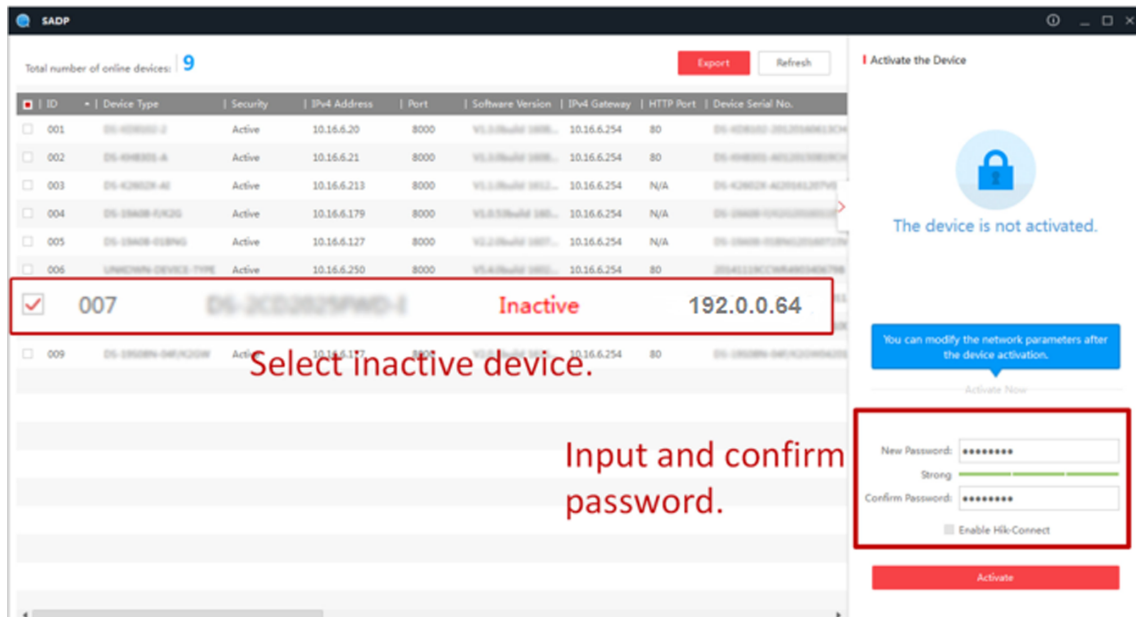 SADP
Total number of online devices: 9
Export
Refresh
ID | Device Type | Security | IPv4 Address | Port | Software Version | IPv4 Gateway | HTTP Port | Device Serial No.
001 Active 10.16.6.20 8000 10.16.6.254 80
002 Active 10.16.6.21 8000 10.16.6.254 80
003 Active 10.16.6.213 8000 10.16.6.254 N/A
004 Active 10.16.6.179 8000 10.16.6.254 N/A
005 Active 10.16.6.127 8000 10.16.6.254 N/A
006 UNKOWN-DEVICE-TYPE Active 10.16.6.250 8000 10.16.6.254 80
007 Inactive 192.0.0.64
009 10.16.6.254 80
Select inactive device.
Input and confirm
password.
Activate the Device
The device is not activated.
You can modify the network parameters after
the device activation.
Activate Now
New Password:
Strong
Confirm Password:
Enable Hik-Connect
Activate